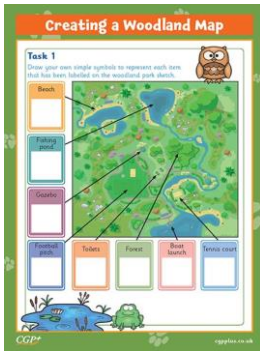 Creating a Woodland Map
Task 1
Draw your own simple symbols to represent each item
that has been labelled on the woodland park sketch.
Beach
Fishing
pond
Gazebo
Football
pitch
Toilets
Forest
Boat
launch
Tennis court
CGP+
cgpplus.co.uk